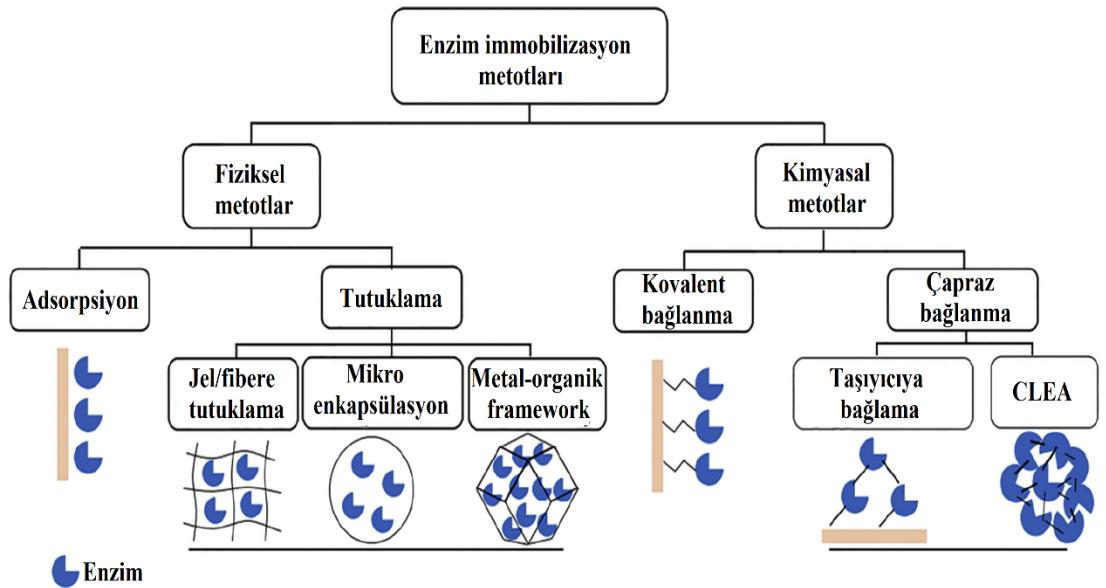 Enzim immobilizasyon
metotları
Fiziksel
metotlar
Kimyasal
metotlar
Adsorpsiyon
Tutuklama
Kovalent
bağlanma
Çapraz
bağlanma
Jel/fibere
tutuklama
Mikro
enkapsülasyon
Metal-organik
framework
Taşıyıcıya
bağlama
CLEA
Enzim